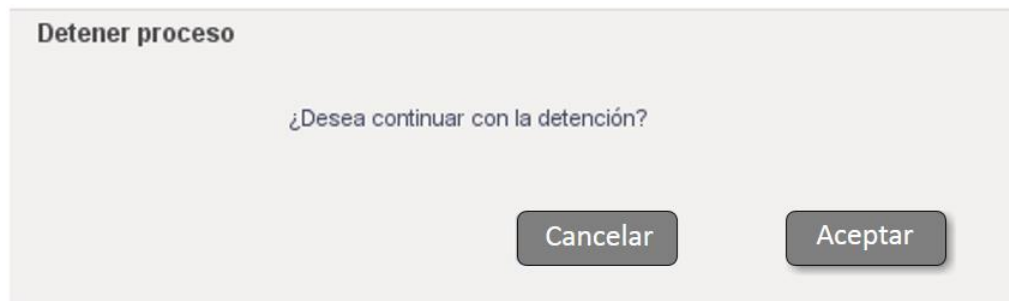 Detener proceso
¿Desea continuar con la detención?
Cancelar Aceptar